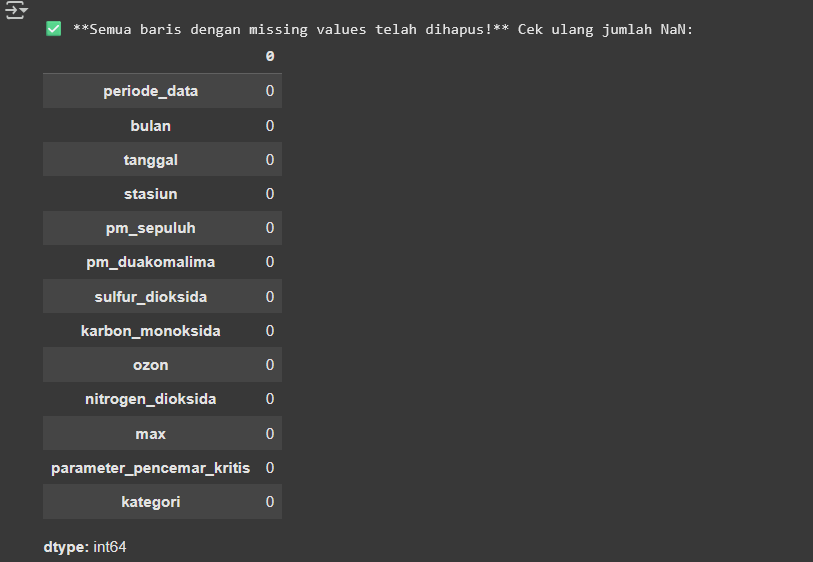 ✅ **Semua baris dengan missing values telah dihapus!** Cek ulang jumlah NaN:
0
periode_data 0
bulan 0
tanggal 0
stasiun 0
pm_sepuluh 0
pm_duakomalima 0
sulfur_dioksida 0
karbon_monoksida 0
ozon 0
nitrogen_dioksida 0
max 0
parameter_pencemar_kritis 0
kategori 0
dtype: int64